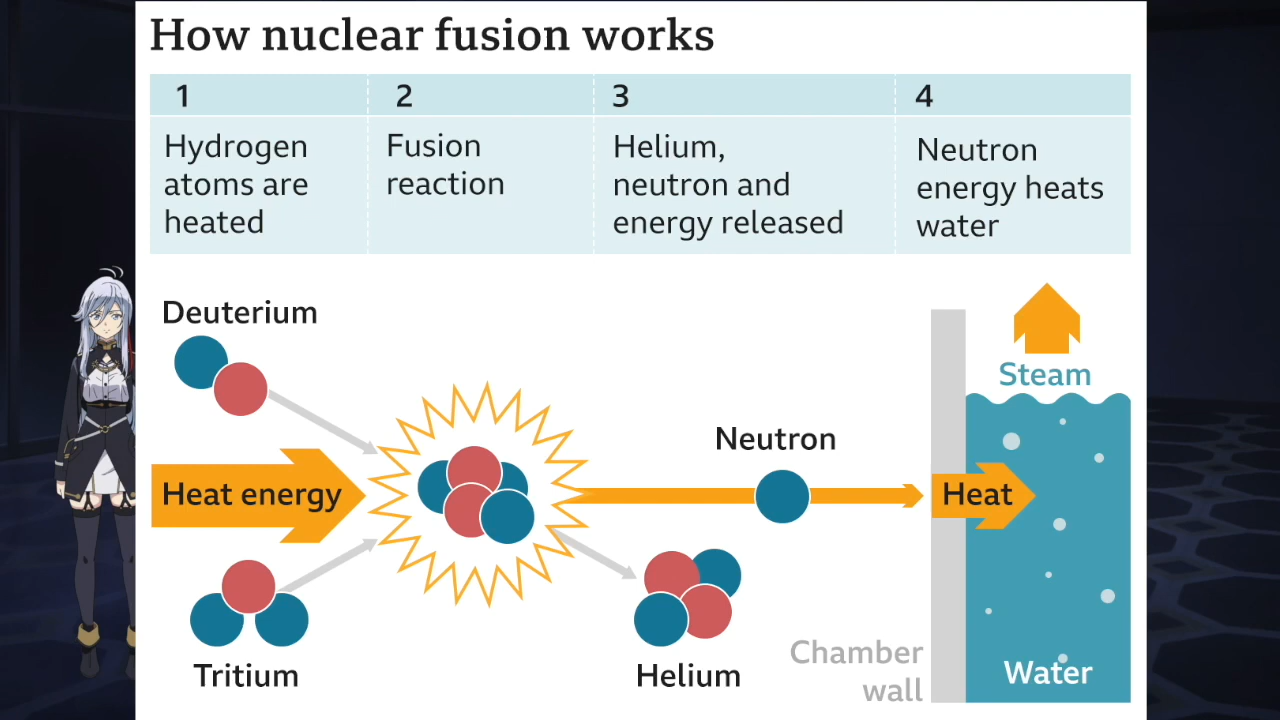 How nuclear fusion works
1
2
3
4
Hydrogen
atoms are
heated
Fusion
reaction
Helium,
neutron and
energy released
Neutron
energy heats
water
Deuterium
Heat energy
Tritium
Neutron
Helium
Chamber
wall
Heat
Steam
Water